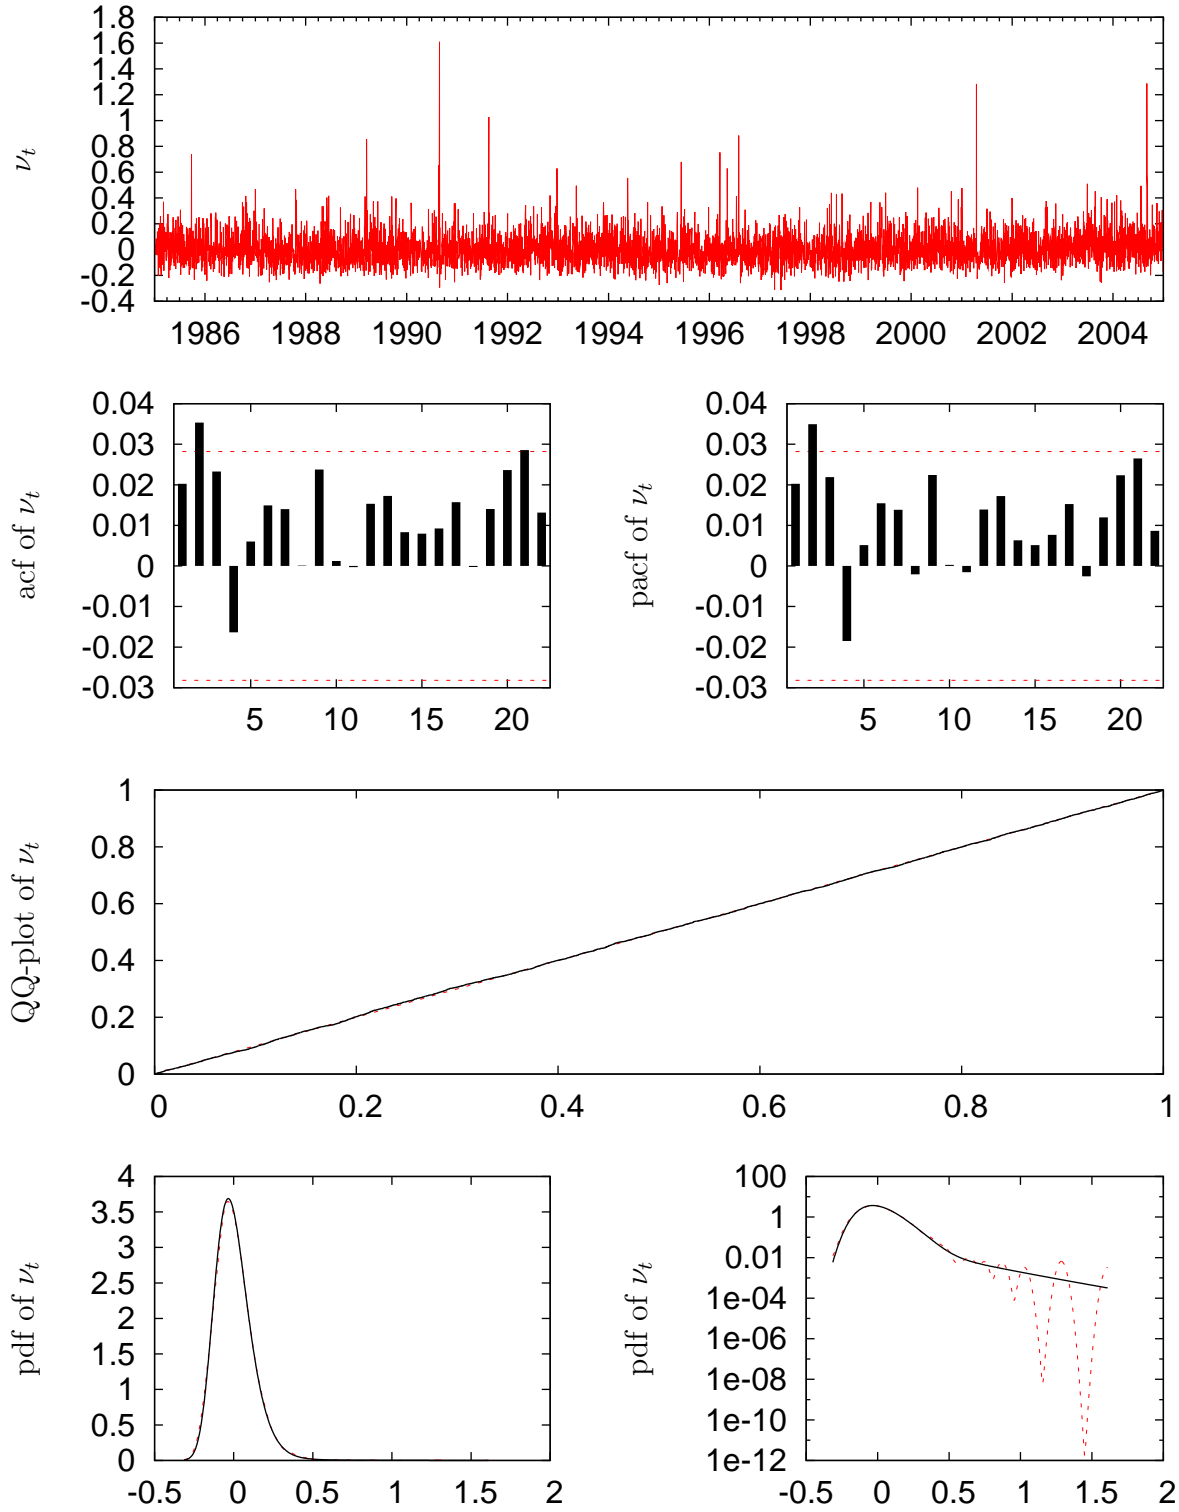 1.8
1.6
1.4
1.2
1
0.8
0.6
0.4
0.2
0
-0.2
-0.4
ν_t
1986 1988 1990 1992 1994 1996 1998 2000 2002 2004
0.04
0.03
0.02
0.01
0
-0.01
-0.02
-0.03
acf of ν_t
5 10 15 20
0.04
0.03
0.02
0.01
0
-0.01
-0.02
-0.03
pacf of ν_t
5 10 15 20
1
0.8
0.6
0.4
0.2
0
QQ-plot of ν_t
0 0.2 0.4 0.6 0.8 1
4
3.5
3
2.5
2
1.5
1
0.5
0
pdf of ν_t
-0.5 0 0.5 1 1.5 2
100
1
0.01
1e-04
1e-06
1e-08
1e-10
1e-12
pdf of ν_t
-0.5 0 0.5 1 1.5 2